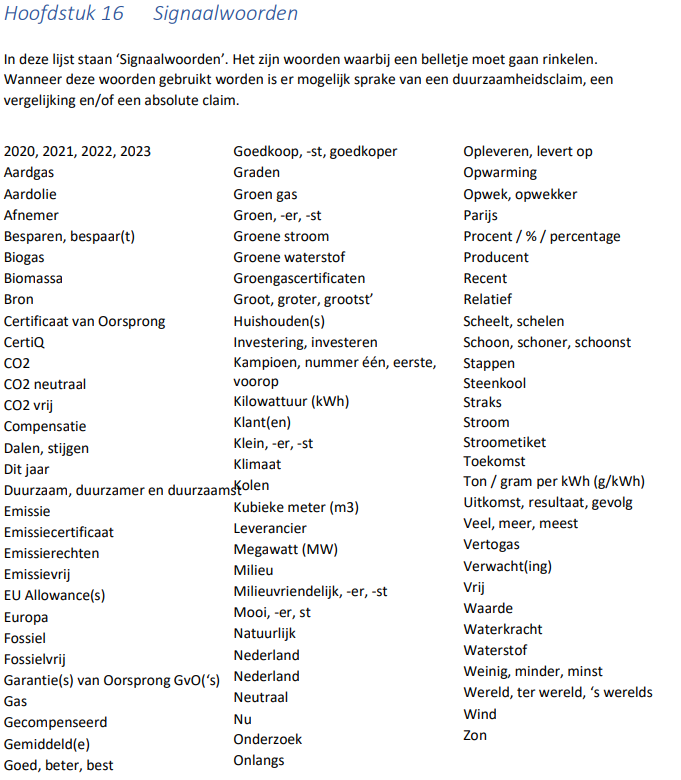 Hoofdstuk 16 Signaalwoorden
In deze lijst staan ‘Signaalwoorden’. Het zijn woorden waarbij een belletje moet gaan rinkelen.
Wanneer deze woorden gebruikt worden is er mogelijk sprake van een duurzaamheidsclaim, een
vergelijking en/of een absolute claim.
2020, 2021, 2022, 2023
Aardgas
Aardolie
Afnemer
Besparen, bespaar(t)
Biogas
Biomassa
Bron
Certificaat van Oorsprong
CertiQ
CO2
CO2 neutraal
CO2 vrij
Compensatie
Dalen, stijgen
Dit jaar
Duurzaam, duurzamer en duurzaamst
Emissie
Emissiecertificaat
Emissierechten
Emissievrij
EU Allowance(s)
Europa
Fossiel
Fossielvrij
Garantie(s) van Oorsprong GvO(‘s)
Gas
Gecompenseerd
Gemiddeld(e)
Goed, beter, best
Goedkoop, -st, goedkoper
Graden
Groen gas
Groen, -er, -st
Groene stroom
Groene waterstof
Groengascertificaten
Groot, groter, grootst’
Huishouden(s)
Investering, investeren
Kampioen, nummer één, eerste,
voorop
Kilowattuur (kWh)
Klant(en)
Klein, -er, -st
Klimaat
Kolen
Kubieke meter (m3)
Leverancier
Megawatt (MW)
Milieu
Milieuvriendelijk, -er, -st
Mooi, -er, st
Natuurlijk
Nederland
Nederland
Neutraal
Nu
Onderzoek
Onlangs
Opleveren, levert op
Opwarming
Opwek, opwekker
Parijs
Procent / % / percentage
Producent
Recent
Relatief
Scheelt, schelen
Schoon, schoner, schoonst
Stappen
Steenkool
Straks
Stroom
Stroometiket
Toekomst
Ton / gram per kWh (g/kWh)
Uitkomst, resultaat, gevolg
Veel, meer, meest
Vertogas
Verwacht(ing)
Vrij
Waarde
Waterkracht
Waterstof
Weinig, minder, minst
Wereld, ter wereld, ‘s werelds
Wind
Zon